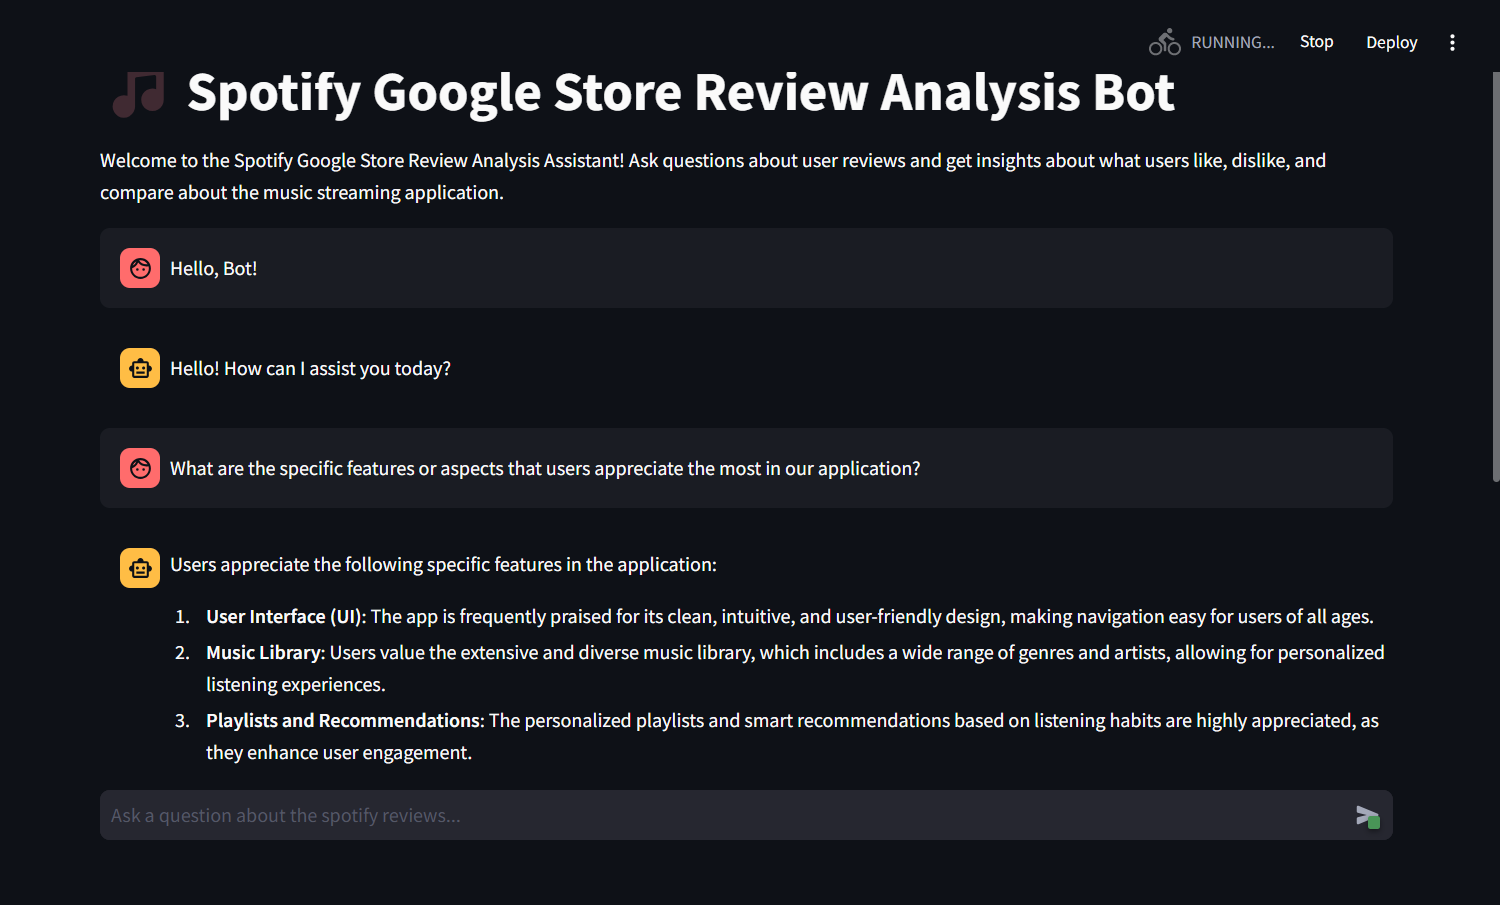 RUNNING...
Stop
Deploy
Spotify Google Store Review Analysis Bot
Welcome to the Spotify Google Store Review Analysis Assistant! Ask questions about user reviews and get insights about what users like, dislike, and
compare about the music streaming application.
Hello, Bot!
Hello! How can I assist you today?
What are the specific features or aspects that users appreciate the most in our application?
Users appreciate the following specific features in the application:
1. User Interface (UI): The app is frequently praised for its clean, intuitive, and user-friendly design, making navigation easy for users of all ages.
2. Music Library: Users value the extensive and diverse music library, which includes a wide range of genres and artists, allowing for personalized
listening experiences.
3. Playlists and Recommendations: The personalized playlists and smart recommendations based on listening habits are highly appreciated, as
they enhance user engagement.
Ask a question about the spotify reviews...